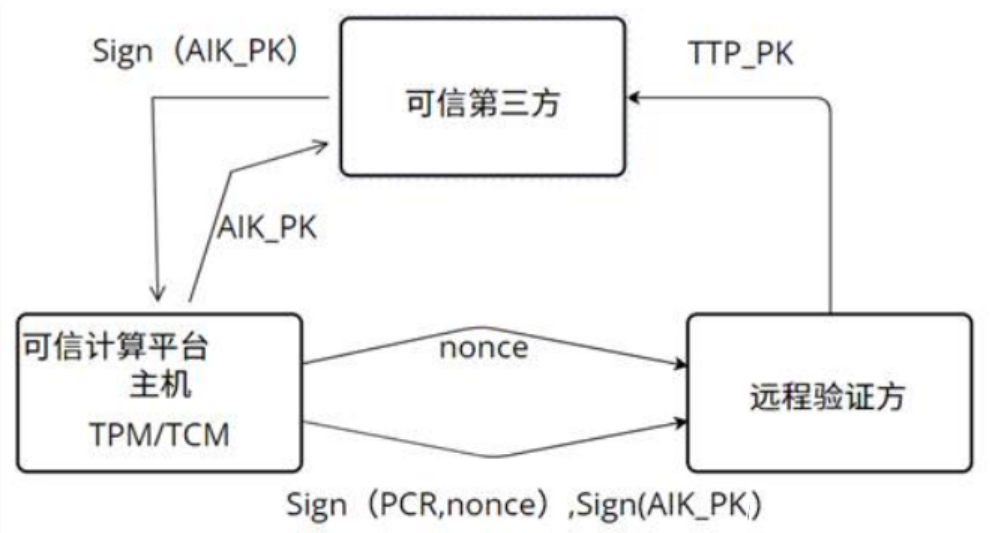 Sign（AIK_PK）
TTP_PK
可信第三方
AIK_PK
可信计算平台
主机
TPM/TCM
nonce
远程验证方
Sign（PCR,nonce）,Sign(AIK_PK)